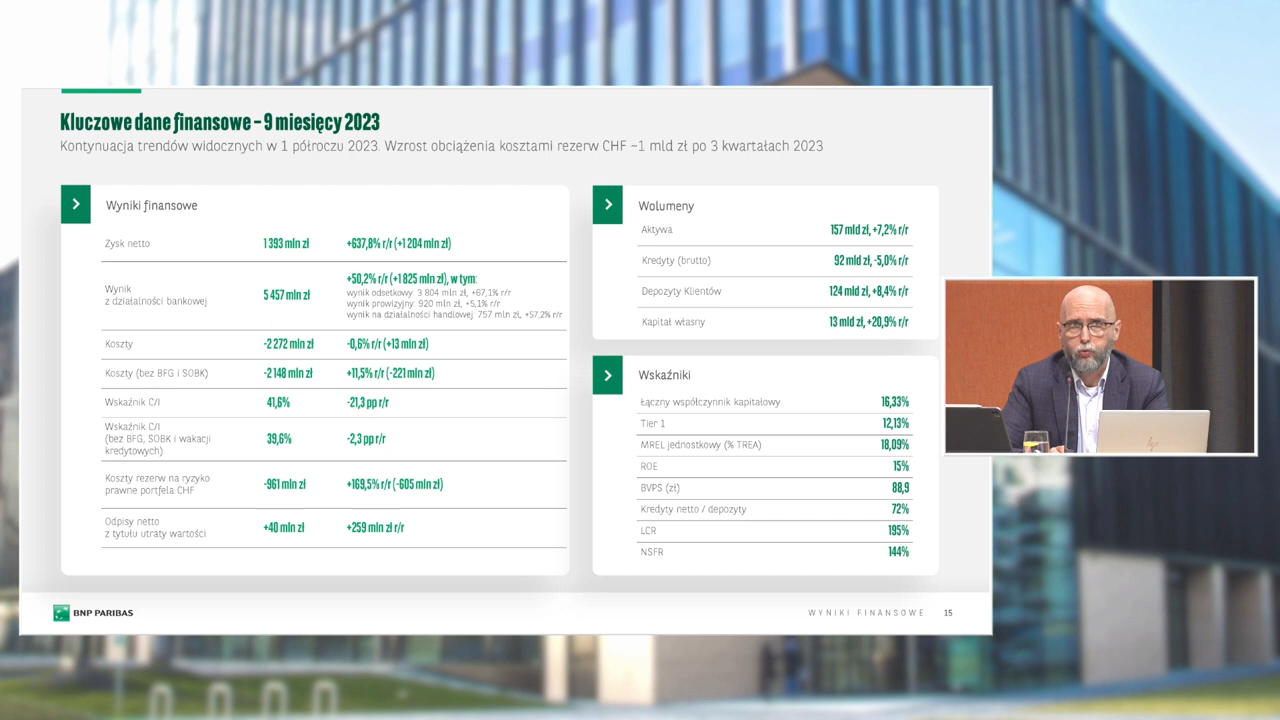 Kluczowe dane finansowe – 9 miesięcy 2023
Kontynuacja trendów widocznych w 1 półroczu 2023. Wzrost obciążenia kosztami rezerw CHF ~1 mld zł po 3 kwartałach 2023
Wyniki finansowe
Zysk netto 1 393 mln zł +637,8% r/r (+1 204 mln zł)
Wynik
z działalności bankowej
5 457 mln zł
+50,2% r/r (+1 825 mln zł), w tym:
wynik odsetkowy: 3 804 mln zł, +67,1% r/r
wynik prowizyjny: 920 mln zł, +5,1% r/r
wynik na działalności handlowej: 757 mln zł, +57,2% r/r
Koszty -2 272 mln zł -0,6% r/r (+13 mln zł)
Koszty (bez BFG i SOBK) -2 148 mln zł +11,5% r/r (-221 mln zł)
Wskaźnik C/I 41,6% -21,3 pp r/r
Wskaźnik C/I
(bez BFG, SOBK i wakacji
kredytowych)
39,6% -2,3 pp r/r
Koszty rezerw na ryzyko
prawne portfela CHF
-961 mln zł +169,5% r/r (-605 mln zł)
Odpisy netto
z tytułu utraty wartości
+40 mln zł +259 mln zł r/r
Wolumeny
Aktywa 157 mld zł, +7,2% r/r
Kredyty (brutto) 92 mld zł, -5,0% r/r
Depozyty Klientów 124 mld zł, +8,4% r/r
Kapitał własny 13 mld zł, +20,9% r/r
Wskaźniki
Łączny współczynnik kapitałowy 16,33%
Tier 1 12,13%
MREL jednostkowy (% TREA) 18,09%
ROE 15%
BVPS (zł) 88,9
Kredyty netto / depozyty 72%
LCR 195%
NSFR 144%
BNP PARIBAS
WYNIKI FINANSOWE 15
hp